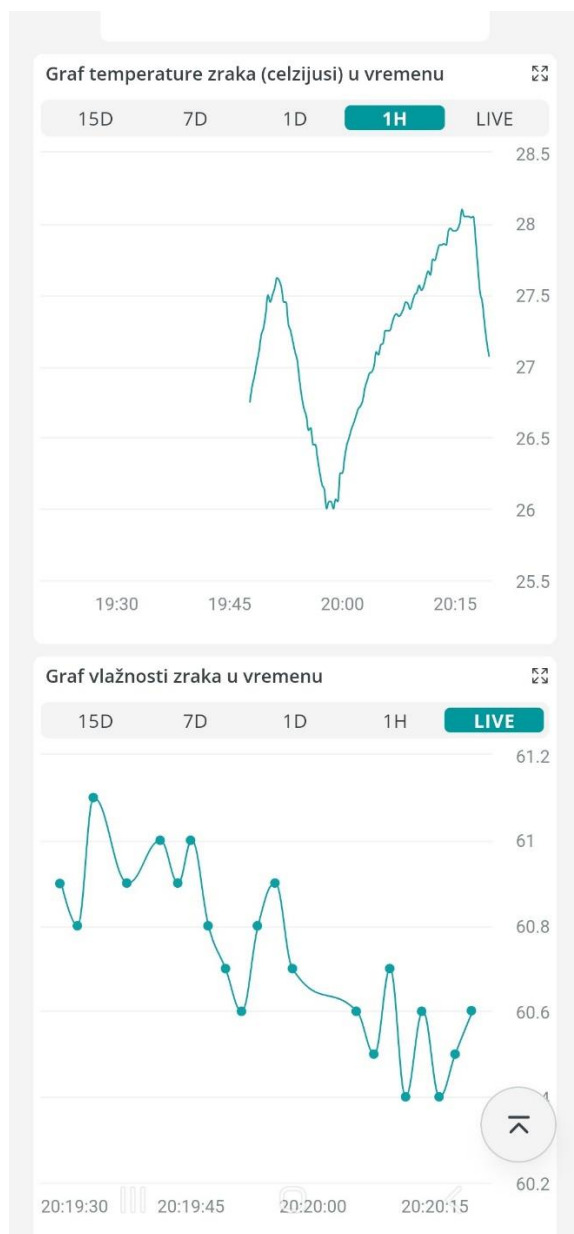 Graf temperature zraka (celzijusi) u vremenu
15D 7D 1D 1H LIVE
28.5
28
27.5
27
26.5
26
25.5
19:30 19:45 20:00 20:15
Graf vlažnosti zraka u vremenu
15D 7D 1D 1H LIVE
61.2
61
60.8
60.6
60.2
20:19:30 20:19:45 20:20:00 20:20:15